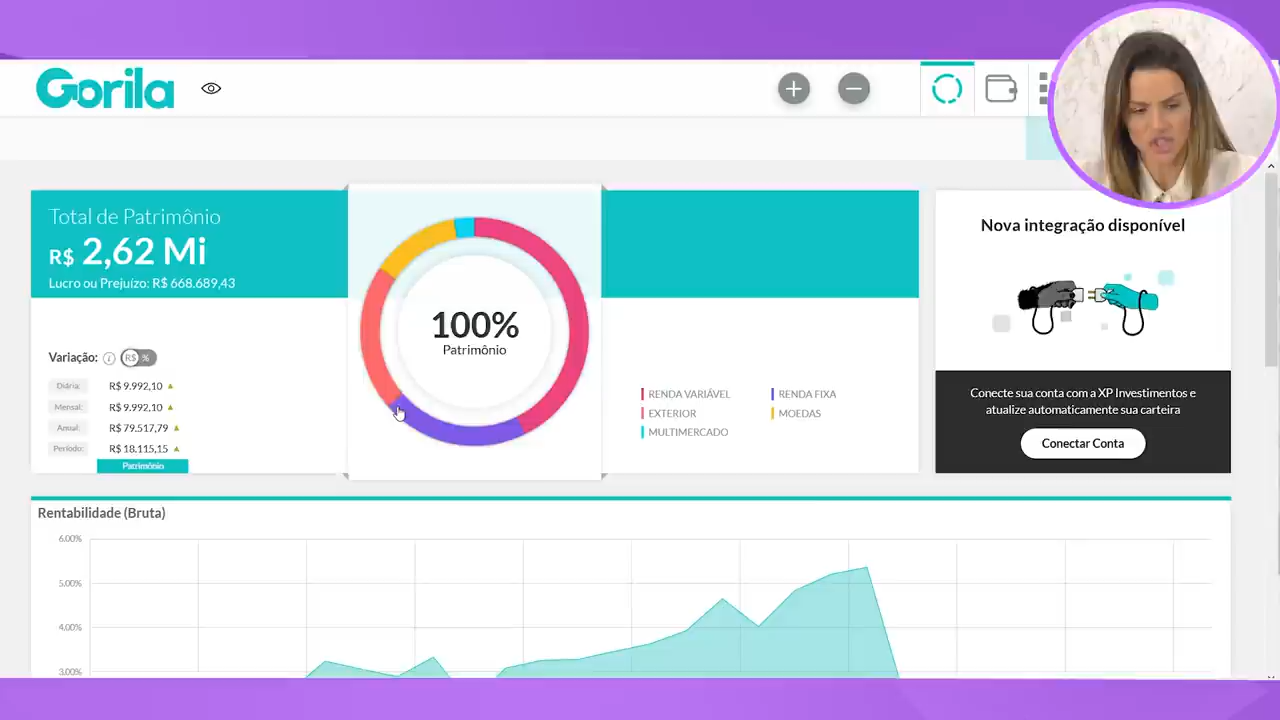 Gorila
Total de Patrimônio
R$ 2,62 Mi
Lucro ou Prejuízo: R$ 668.689,43
Variação: i R$ %
Diária: R$ 9.992,10
Mensal: R$ 9.992,10
Anual: R$ 79.517,79
Período: R$ 18.115,15
Patrimônio
100%
Patrimônio
RENDA VARIÁVEL
RENDA FIXA
EXTERIOR
MOEDAS
MULTIMERCADO
Nova integração disponível
Conecte sua conta com a XP Investimentos e
atualize automaticamente sua carteira
Conectar Conta
Rentabilidade (Bruta)
6.00%
5.00%
4.00%
3.00%